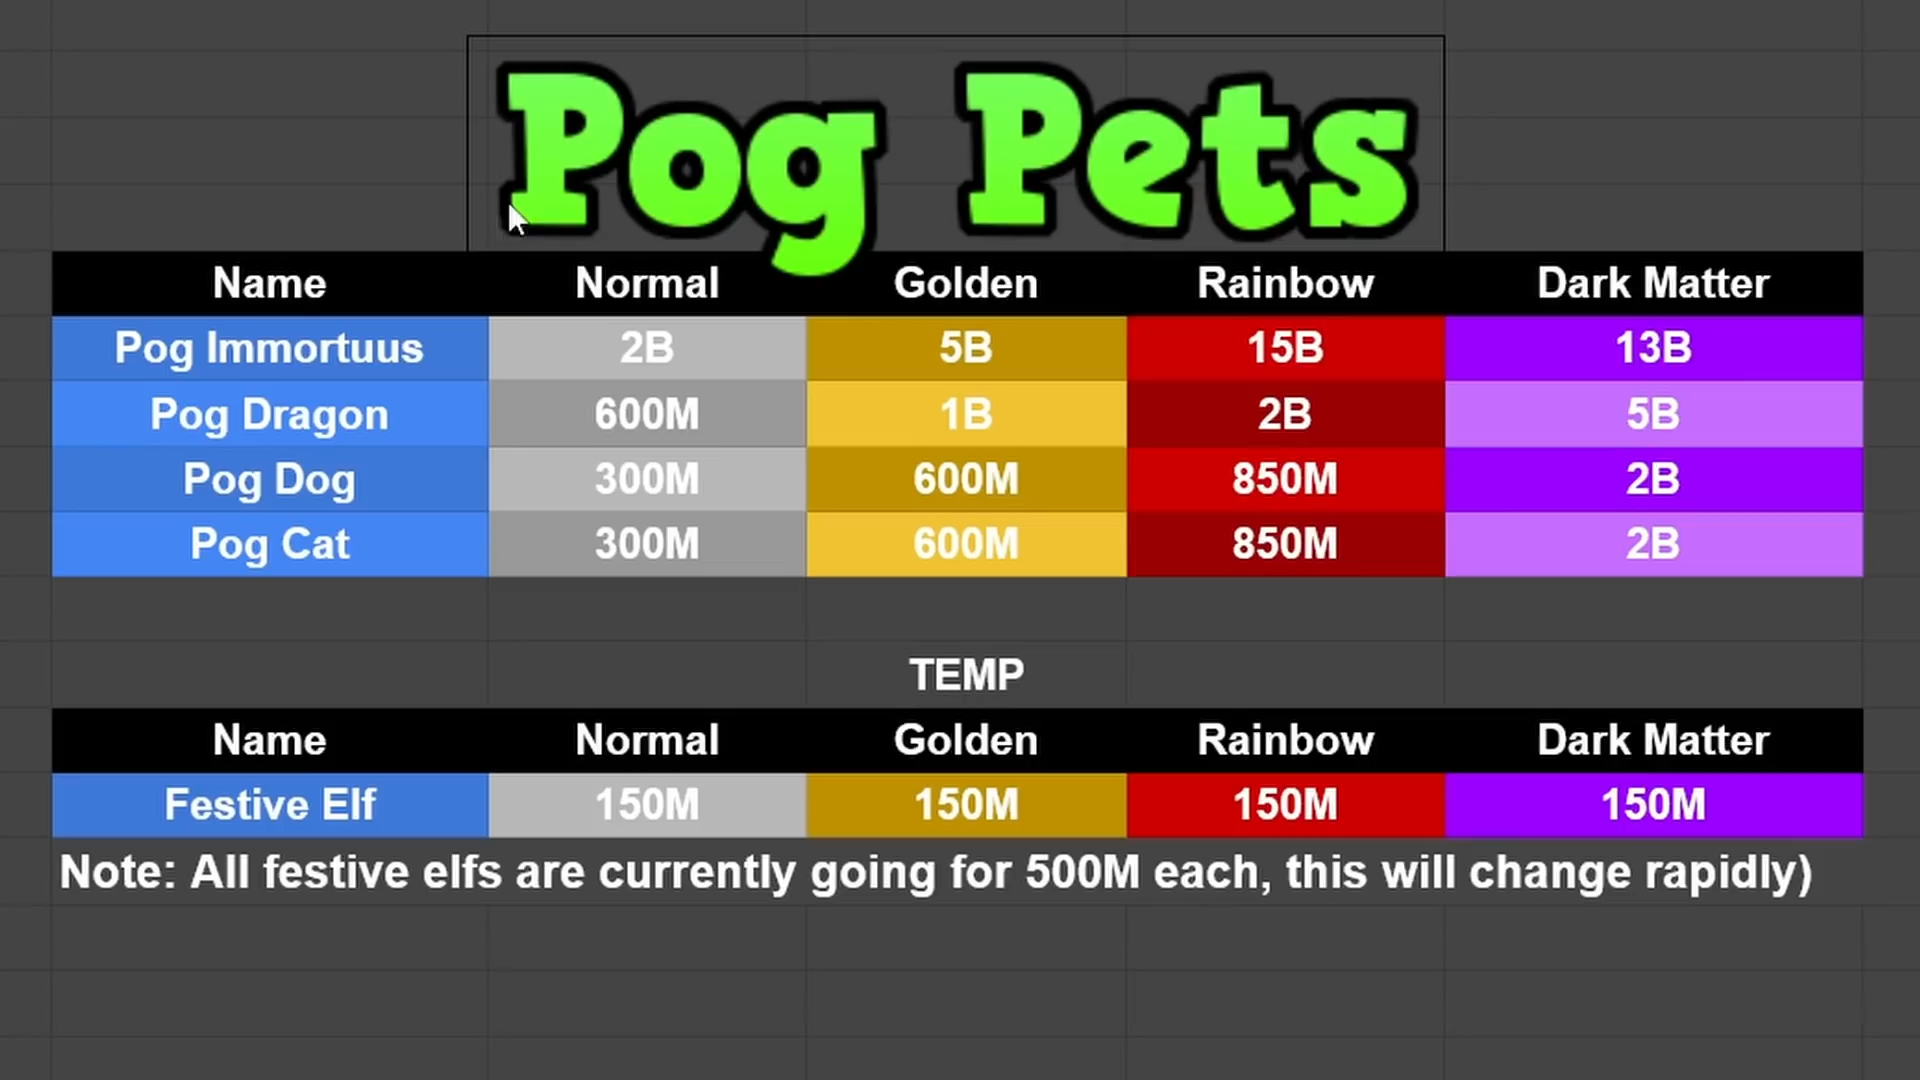 Pog Pets
Name Normal Golden Rainbow Dark Matter
Pog Immortuus 2B 5B 15B 13B
Pog Dragon 600M 1B 2B 5B
Pog Dog 300M 600M 850M 2B
Pog Cat 300M 600M 850M 2B
TEMP
Name Normal Golden Rainbow Dark Matter
Festive Elf 150M 150M 150M 150M
Note: All festive elfs are currently going for 500M each, this will change rapidly)